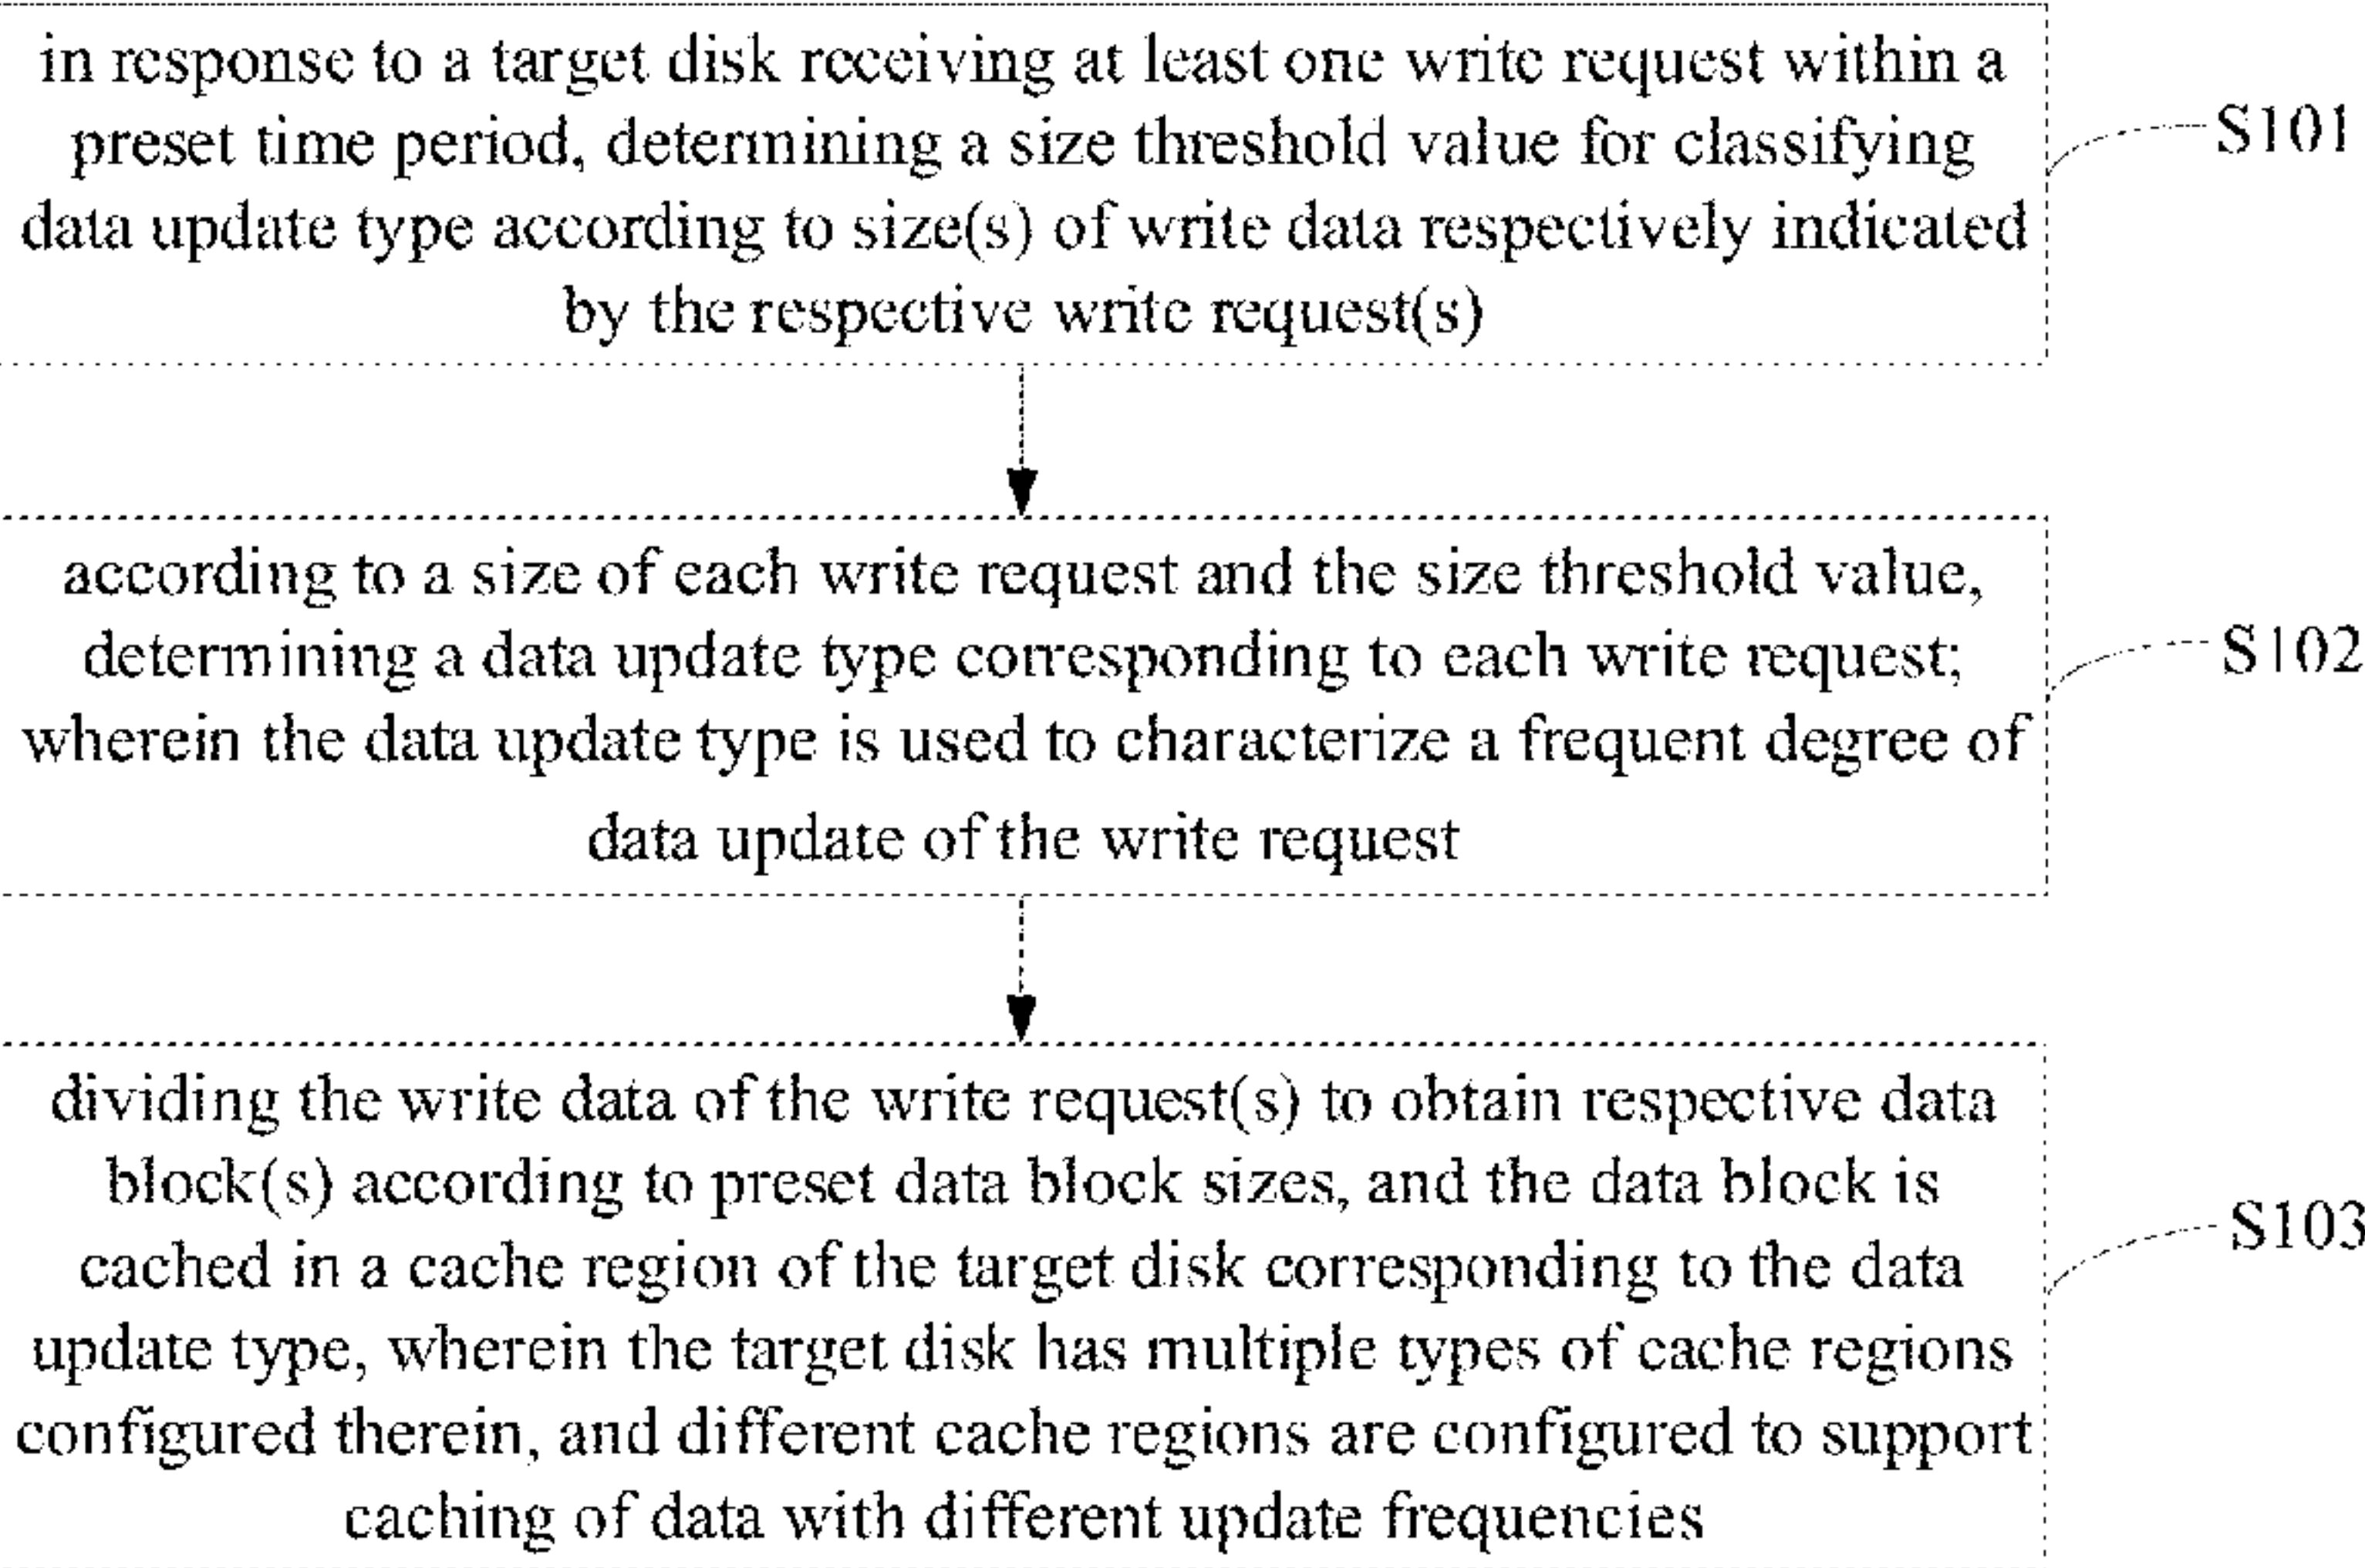 in response to a target disk receiving at least one write request within a
preset time period, determining a size threshold value for classifying
data update type according to size(s) of write data respectively indicated
by the respective write request(s)
S101
according to a size of each write request and the size threshold value,
determining a data update type corresponding to each write request;
wherein the data update type is used to characterize a frequent degree of
data update of the write request
S102
dividing the write data of the write request(s) to obtain respective data
block(s) according to preset data block sizes, and the data block is
cached in a cache region of the target disk corresponding to the data
update type, wherein the target disk has multiple types of cache regions
configured therein, and different cache regions are configured to support
caching of data with different update frequencies
S103